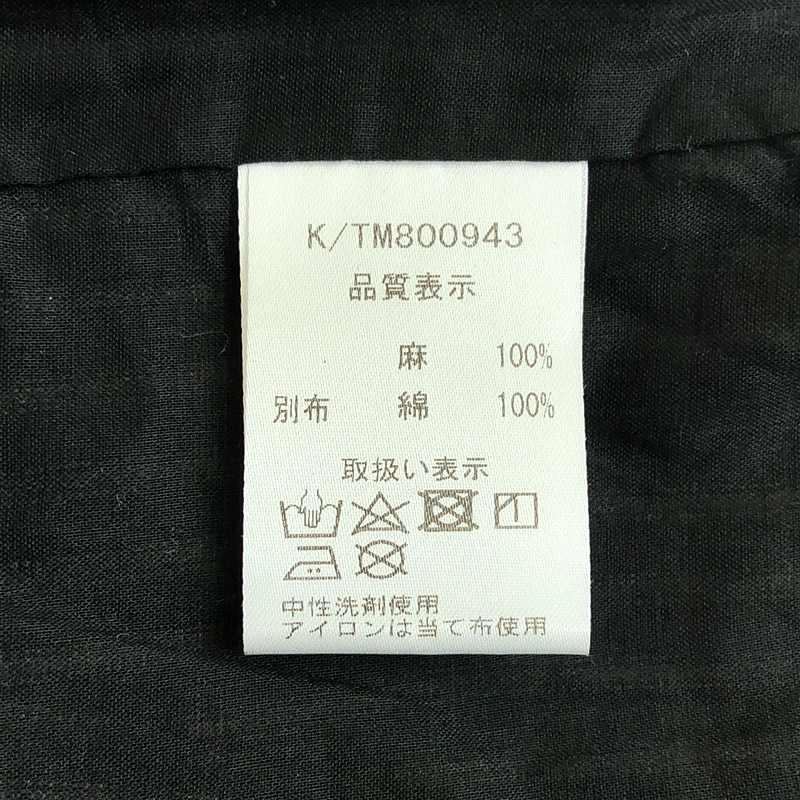 K/TM800943
品質表示
麻 100%
別布 綿 100%
取扱い表示
中性洗剤使用
アイロンは当て布使用